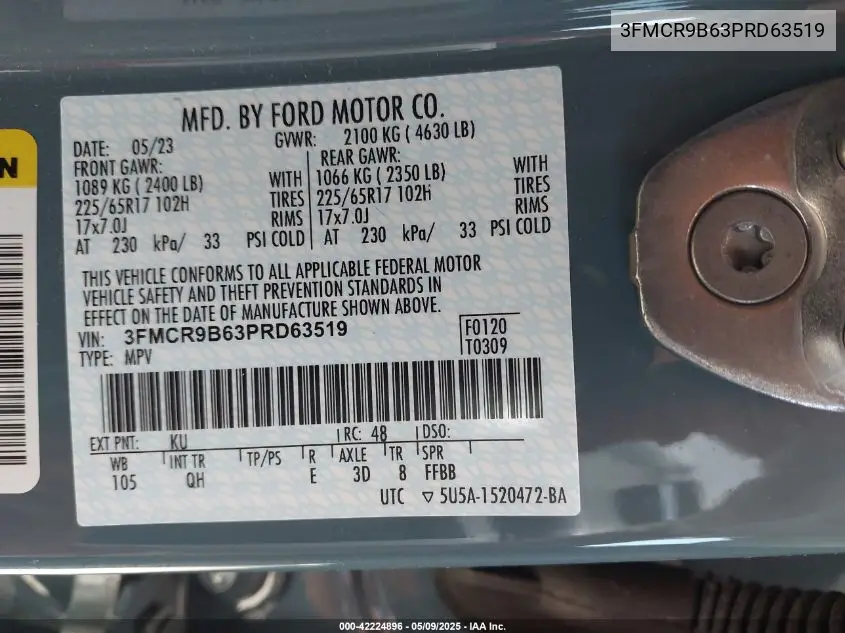 3FMCR9B63PRD63519
N
MFD. BY FORD MOTOR CO.
DATE: 05/23 GVWR: 2100 KG ( 4630 LB)
FRONT GAWR: REAR GAWR:
1089 KG ( 2400 LB) WITH 1066 KG ( 2350 LB) WITH
225/65R17 102H TIRES 225/65R17 102H TIRES
17x7.0J RIMS 17x7.0J RIMS
AT 230 kPa/ 33 PSI COLD AT 230 kPa/ 33 PSI COLD
THIS VEHICLE CONFORMS TO ALL APPLICABLE FEDERAL MOTOR
VEHICLE SAFETY AND THEFT PREVENTION STANDARDS IN
EFFECT ON THE DATE OF MANUFACTURE SHOWN ABOVE.
VIN: 3FMCR9B63PRD63519 F0120
TYPE: MPV T0309
EXT PNT: KU RC: 48 DSO:
WB INT TR TP/PS R AXLE TR SPR
105 QH E 3D 8 FFBB
UTC ▽ 5U5A-1520472-BA
000-42224896 - 05/09/2025 - IAA Inc.